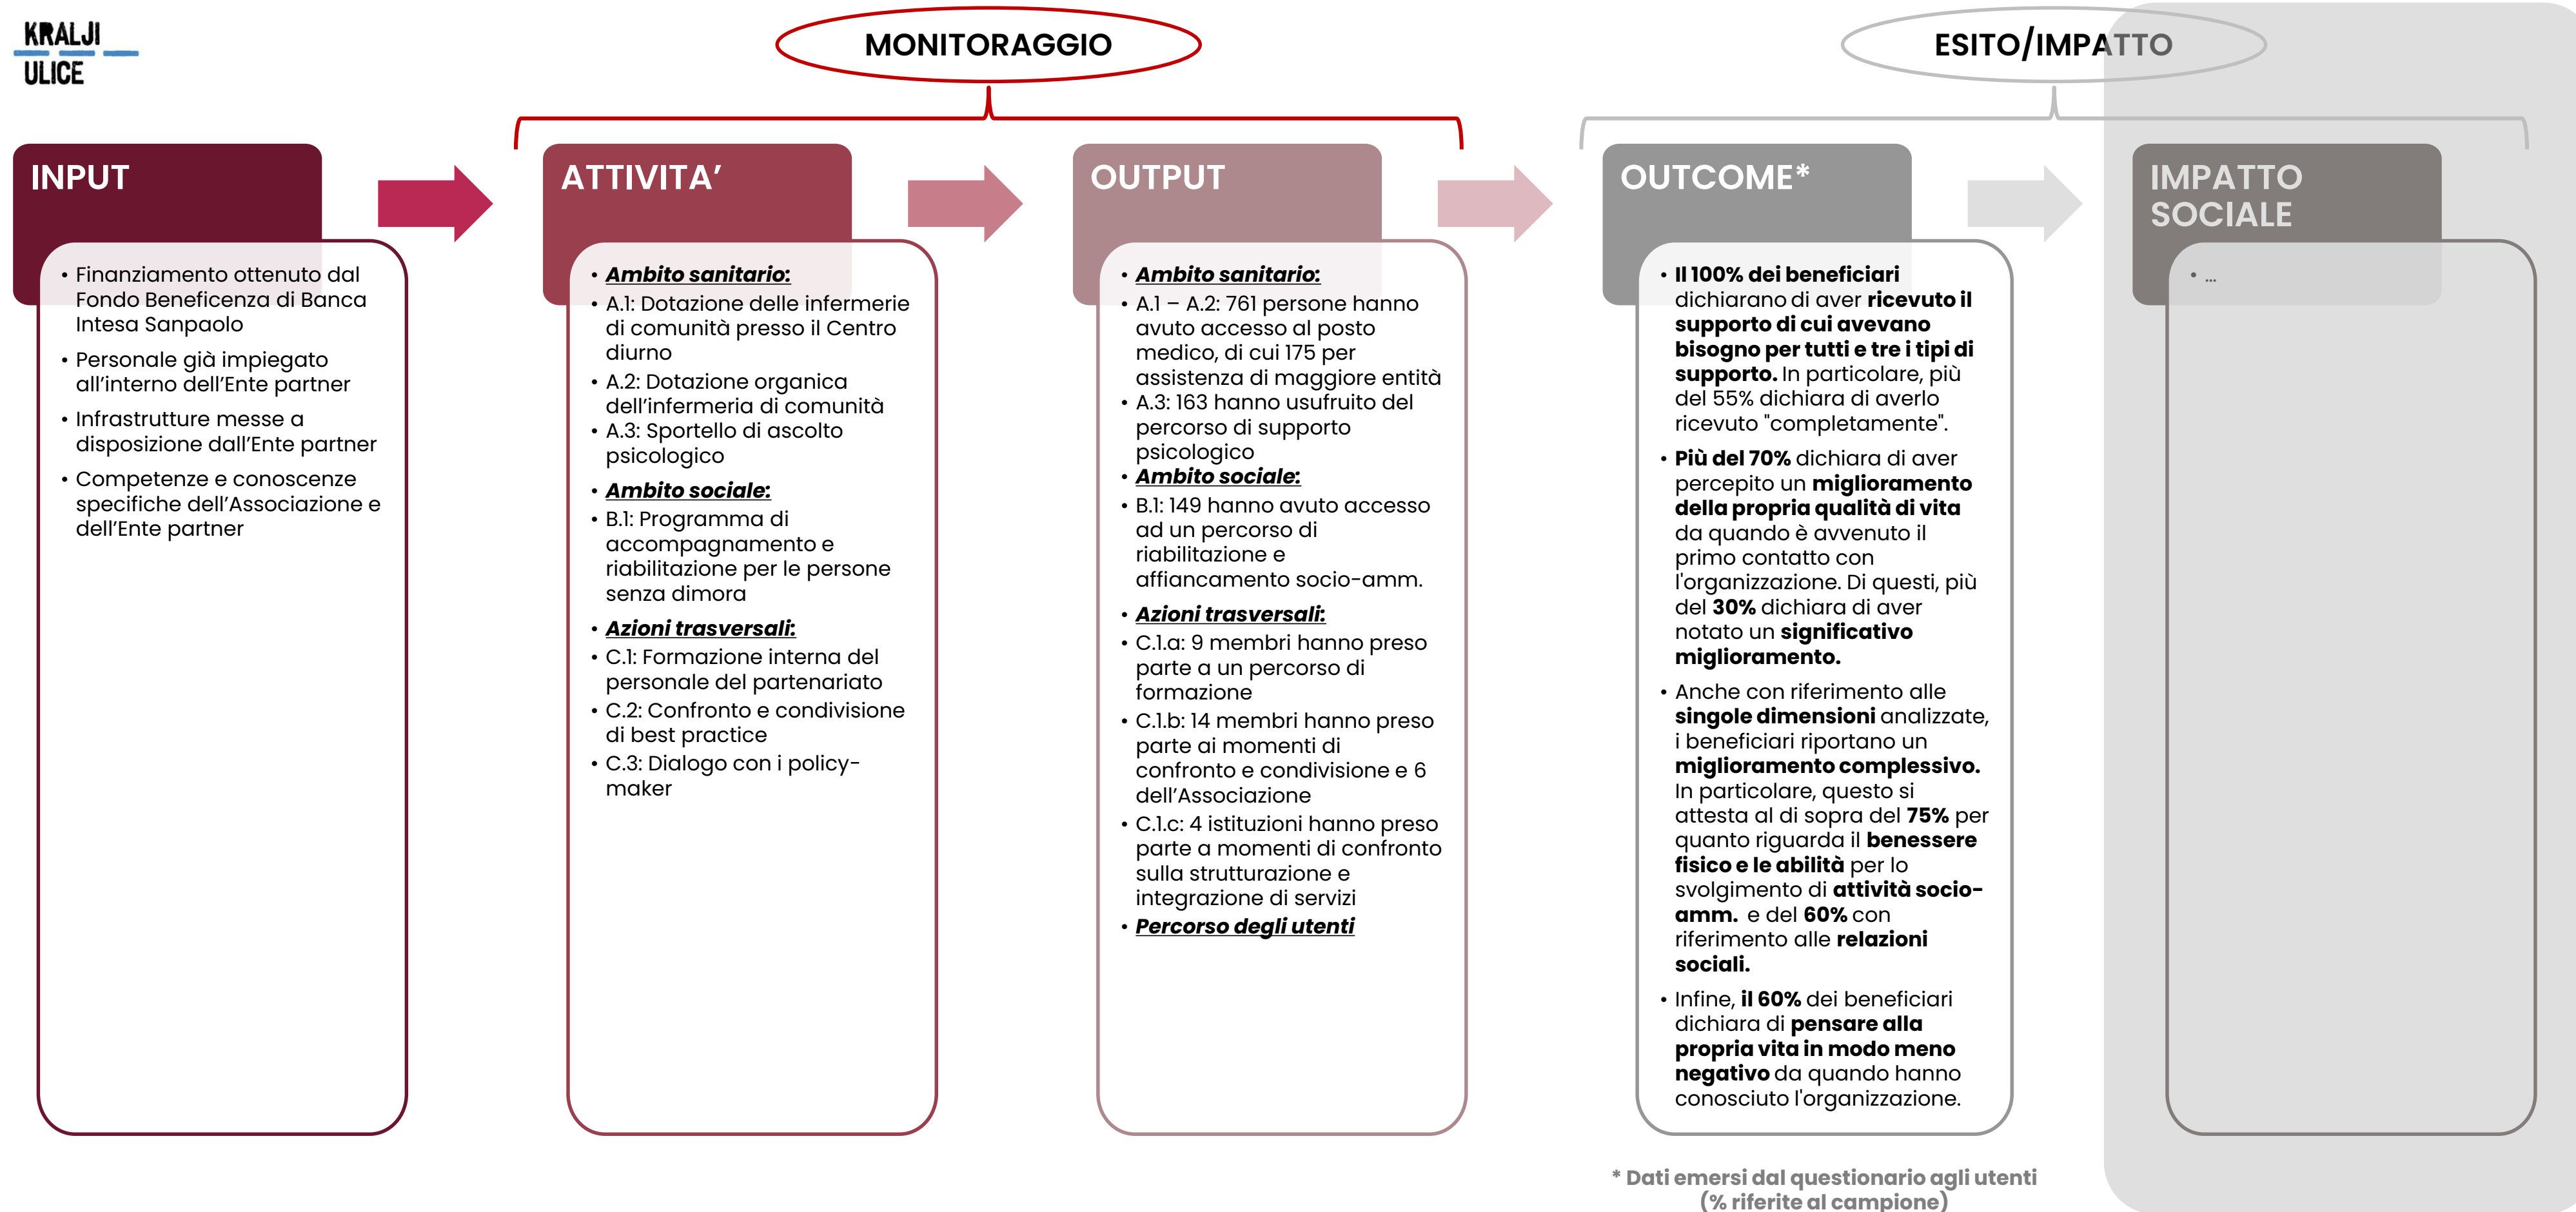 KRALJI
ULICE
MONITORAGGIO
ESITO/IMPATTO
INPUT
• Finanziamento ottenuto dal
Fondo Beneficenza di Banca
Intesa Sanpaolo
• Personale già impiegato
all’interno dell’Ente partner
• Infrastrutture messe a
disposizione dall’Ente partner
• Competenze e conoscenze
specifiche dell’Associazione e
dell’Ente partner
ATTIVITA’
• Ambito sanitario:
• A.1: Dotazione delle infermerie
di comunità presso il Centro
diurno
• A.2: Dotazione organica
dell’infermeria di comunità
• A.3: Sportello di ascolto
psicologico
• Ambito sociale:
• B.1: Programma di
accompagnamento e
riabilitazione per le persone
senza dimora
• Azioni trasversali:
• C.1: Formazione interna del
personale del partenariato
• C.2: Confronto e condivisione
di best practice
• C.3: Dialogo con i policy-
maker
OUTPUT
• Ambito sanitario:
• A.1 – A.2: 761 persone hanno
avuto accesso al posto
medico, di cui 175 per
assistenza di maggiore entità
• A.3: 163 hanno usufruito del
percorso di supporto
psicologico
• Ambito sociale:
• B.1: 149 hanno avuto accesso
ad un percorso di
riabilitazione e
affiancamento socio-amm.
• Azioni trasversali:
• C.1.a: 9 membri hanno preso
parte a un percorso di
formazione
• C.1.b: 14 membri hanno preso
parte ai momenti di
confronto e condivisione e 6
dell’Associazione
• C.1.c: 4 istituzioni hanno preso
parte a momenti di confronto
sulla strutturazione e
integrazione di servizi
• Percorso degli utenti
OUTCOME*
• Il 100% dei beneficiari
dichiarano di aver ricevuto il
supporto di cui avevano
bisogno per tutti e tre i tipi di
supporto. In particolare, più
del 55% dichiara di averlo
ricevuto "completamente".
• Più del 70% dichiara di aver
percepito un miglioramento
della propria qualità di vita
da quando è avvenuto il
primo contatto con
l'organizzazione. Di questi, più
del 30% dichiara di aver
notato un significativo
miglioramento.
• Anche con riferimento alle
singole dimensioni analizzate,
i beneficiari riportano un
miglioramento complessivo.
In particolare, questo si
attesta al di sopra del 75% per
quanto riguarda il benessere
fisico e le abilità per lo
svolgimento di attività socio-
amm. e del 60% con
riferimento alle relazioni
sociali.
• Infine, il 60% dei beneficiari
dichiara di pensare alla
propria vita in modo meno
negativo da quando hanno
conosciuto l'organizzazione.
* Dati emersi dal questionario agli utenti
(% riferite al campione)
IMPATTO
SOCIALE
• …